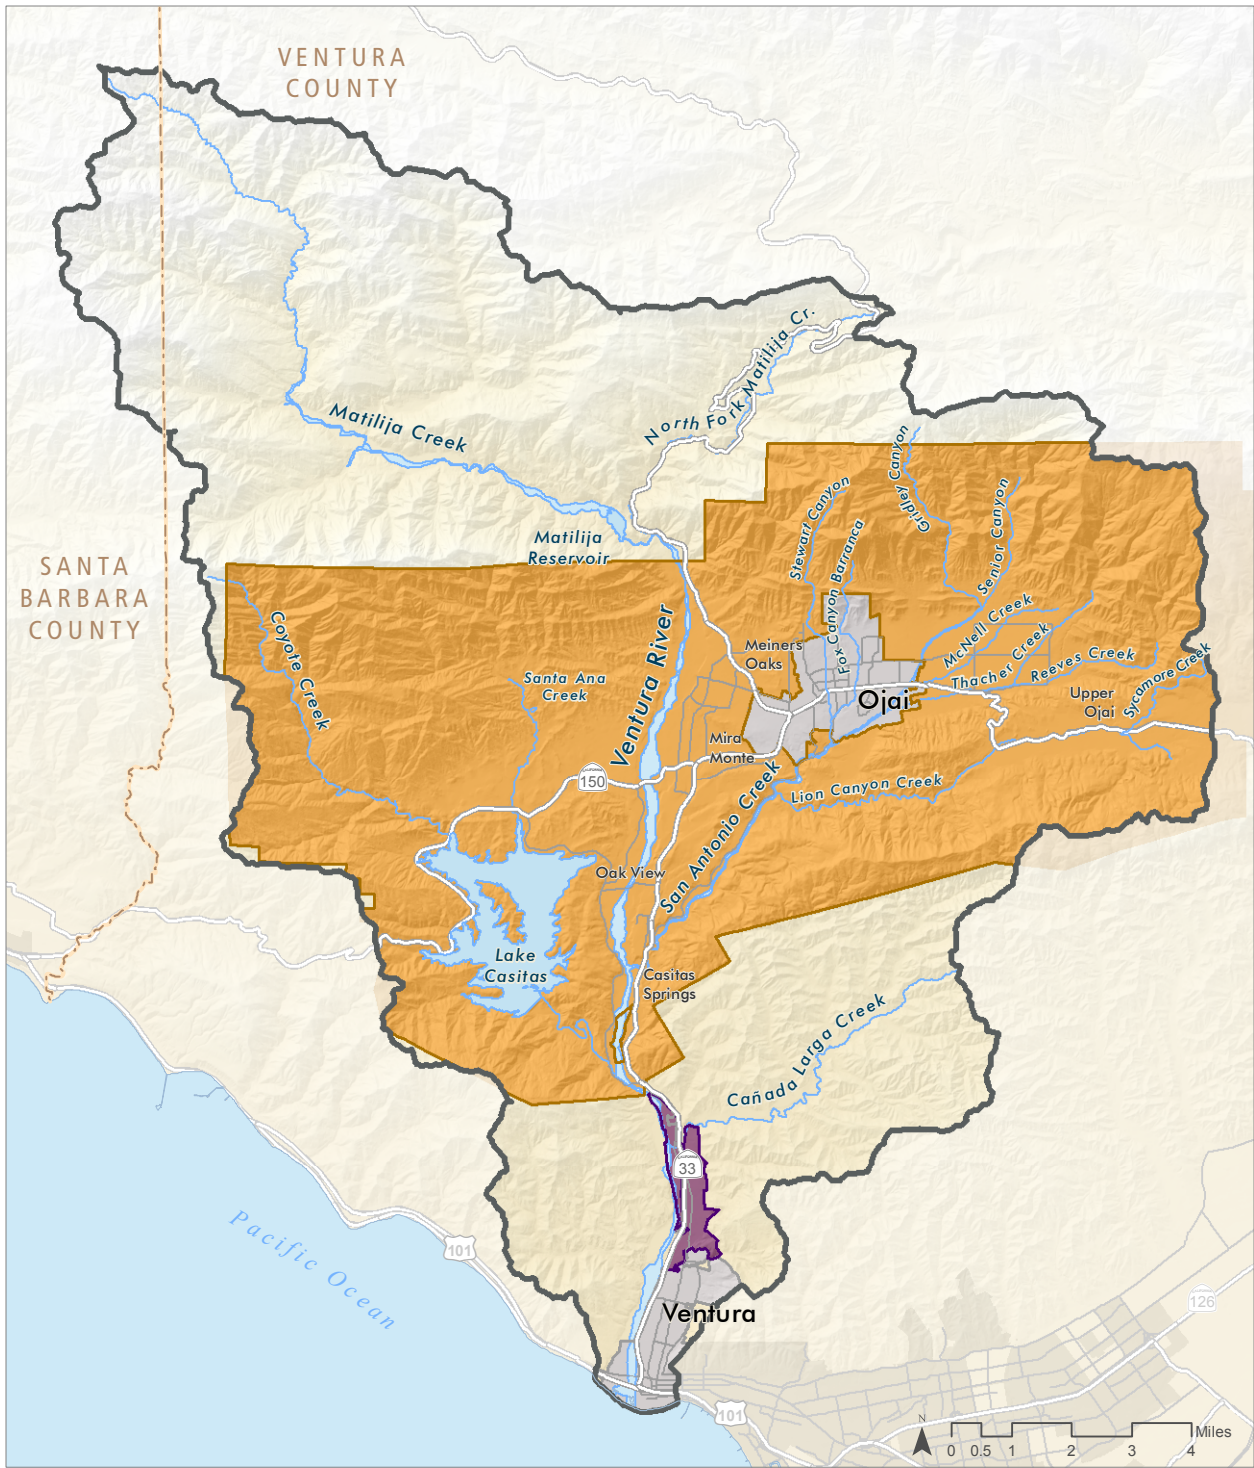 VENTURA
COUNTY
North Fork Matilija Cr.
Matilija Creek
Gridley Canyon
Stewart Canyon
Senior Canyon
Fox Canyon Barranca
Matilija
Reservoir
SANTA
BARBARA
COUNTY
Coyote Creek
Ventura River
McNell Creek
Meiners
Oaks
Thacher Creek
Reeves Creek
Sycamore Creek
Santa Ana
Creek
Ojai
Upper
Ojai
Mira
Monte
CALIFORNIA
150
Lion Canyon Creek
San Antonio Creek
Oak View
Lake
Casitas
Casitas
Springs
Cañada Larga Creek
CALIFORNIA
33
Pacific Ocean
101
126
Ventura
101
N
0 0.5 1 2 3 4 Miles